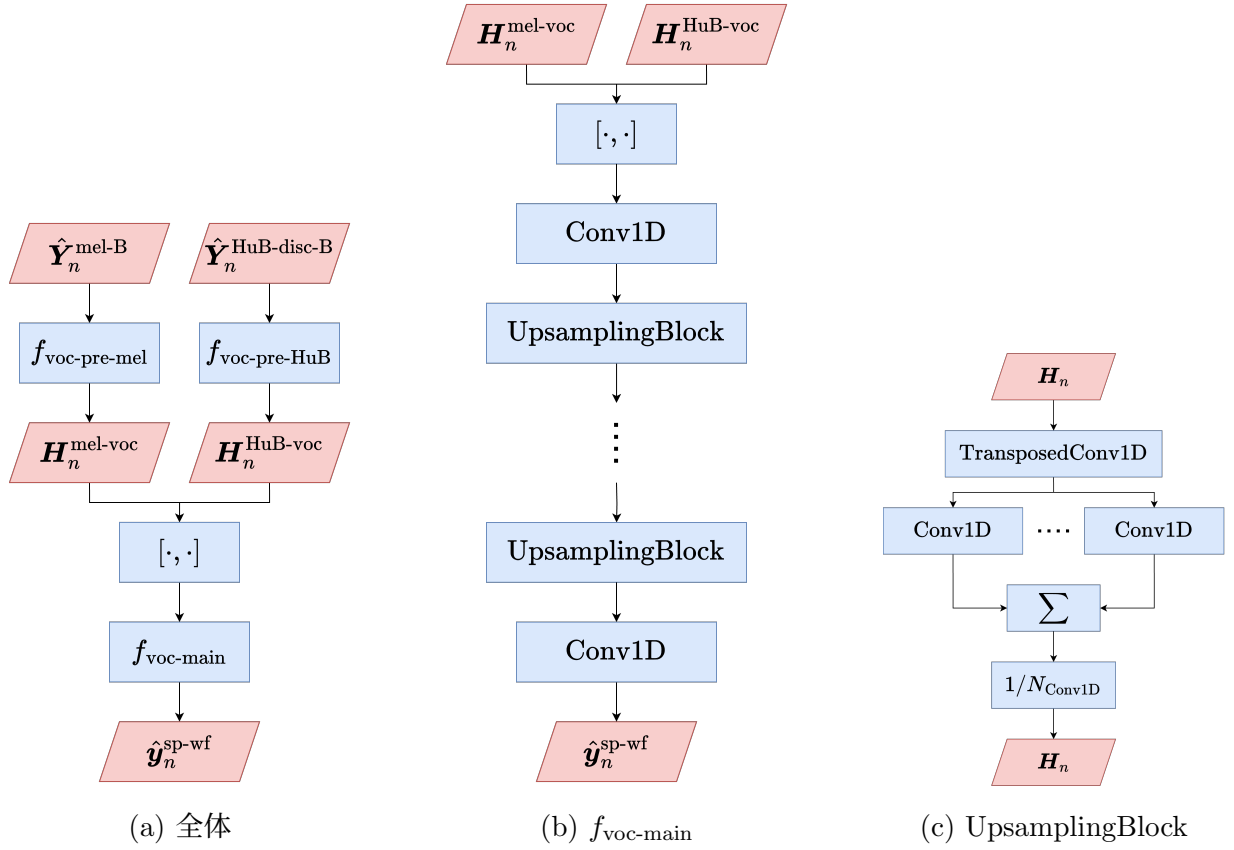 Ŷ_n^mel-B
Ŷ_n^HuB-disc-B
f_voc-pre-mel
f_voc-pre-HuB
H_n^mel-voc
H_n^HuB-voc
[·, ·]
f_voc-main
ŷ_n^sp-wf
(a) 全体
H_n^mel-voc
H_n^HuB-voc
[·, ·]
Conv1D
UpsamplingBlock
UpsamplingBlock
Conv1D
ŷ_n^sp-wf
(b) f_voc-main
H_n
TransposedConv1D
Conv1D
Conv1D
∑
1/N_Conv1D
H_n
(c) UpsamplingBlock